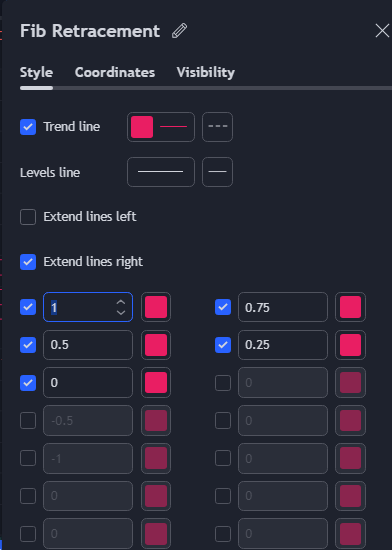 Fib Retracement
Style Coordinates Visibility
Trend line
Levels line
Extend lines left
Extend lines right
1 0.75
0.5 0.25
0 0
-0.5 0
-1 0
0 0
0 0